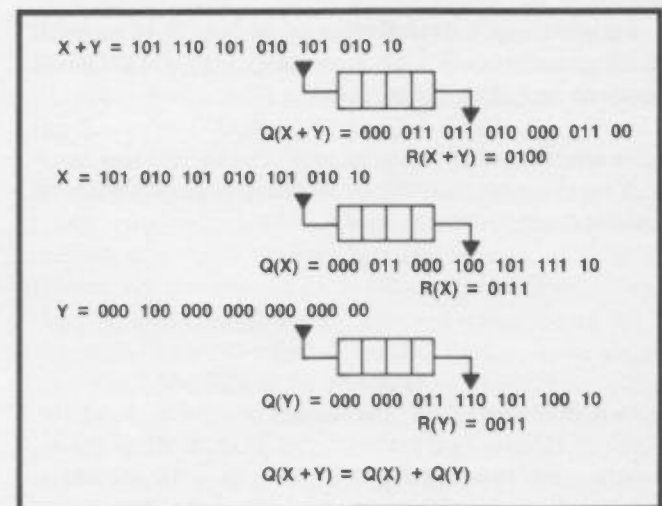 X + Y = 101 110 101 010 101 010 10
Q(X + Y) = 000 011 011 010 000 011 00
R(X + Y) = 0100
X = 101 010 101 010 101 010 10
Q(X) = 000 011 000 100 101 111 10
R(X) = 0111
Y = 000 100 000 000 000 000 00
Q(Y) = 000 000 011 110 101 100 10
R(Y) = 0011
Q(X + Y) = Q(X) + Q(Y)